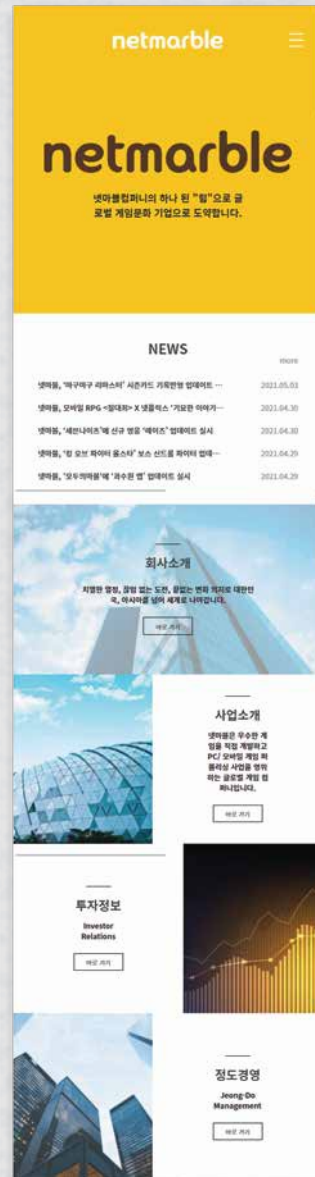 netmarble
netmarble
넷마블컴퍼니의 하나 된 "힘"으로 글
로벌 게임문화 기업으로 도약합니다.
NEWS
more
넷마블, '마구마구 리마스터' 시즌카드 기록반영 업데이트 …
2021.05.03
넷마블, 모바일 RPG <절대회> X 넷플릭스 '기묘한 이야기…
2021.04.30
넷마블, '세븐나이츠'에 신규 영웅 '레이즈' 업데이트 실시
2021.04.30
넷마블, '킹 오브 파이터 올스타' 보스 신드롬 파이터 업데…
2021.04.29
넷마블, '모두의마블'에 '과수원 맵' 업데이트 실시
2021.04.29
회사소개
치열한 열정, 끊임 없는 도전, 끝없는 변화 의지로 대한민
국, 아시아를 넘어 세계로 나아갑니다.
바로 가기
사업소개
넷마블은 우수한 게
임을 직접 개발하고
PC/ 모바일 게임 퍼
블리싱 사업을 영위
하는 글로벌 게임 컴
퍼니입니다.
바로 가기
투자정보
Investor
Relations
바로 가기
정도경영
Jeong-Do
Management
바로 가기